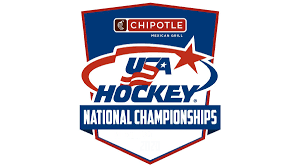 CHIPOTLE
MEXICAN GRILL
USA
HOCKEY
NATIONAL CHAMPIONSHIPS